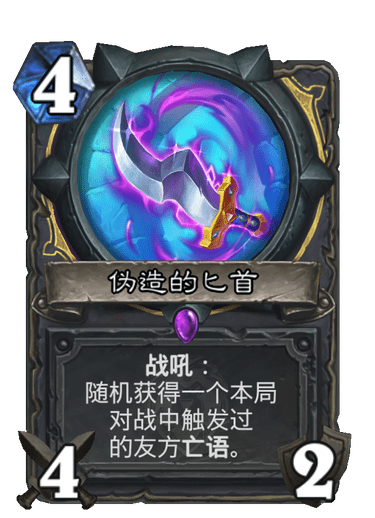 4
伪造的匕首
战吼：
随机获得一个本局
对战中触发过
的友方亡语。
4
2